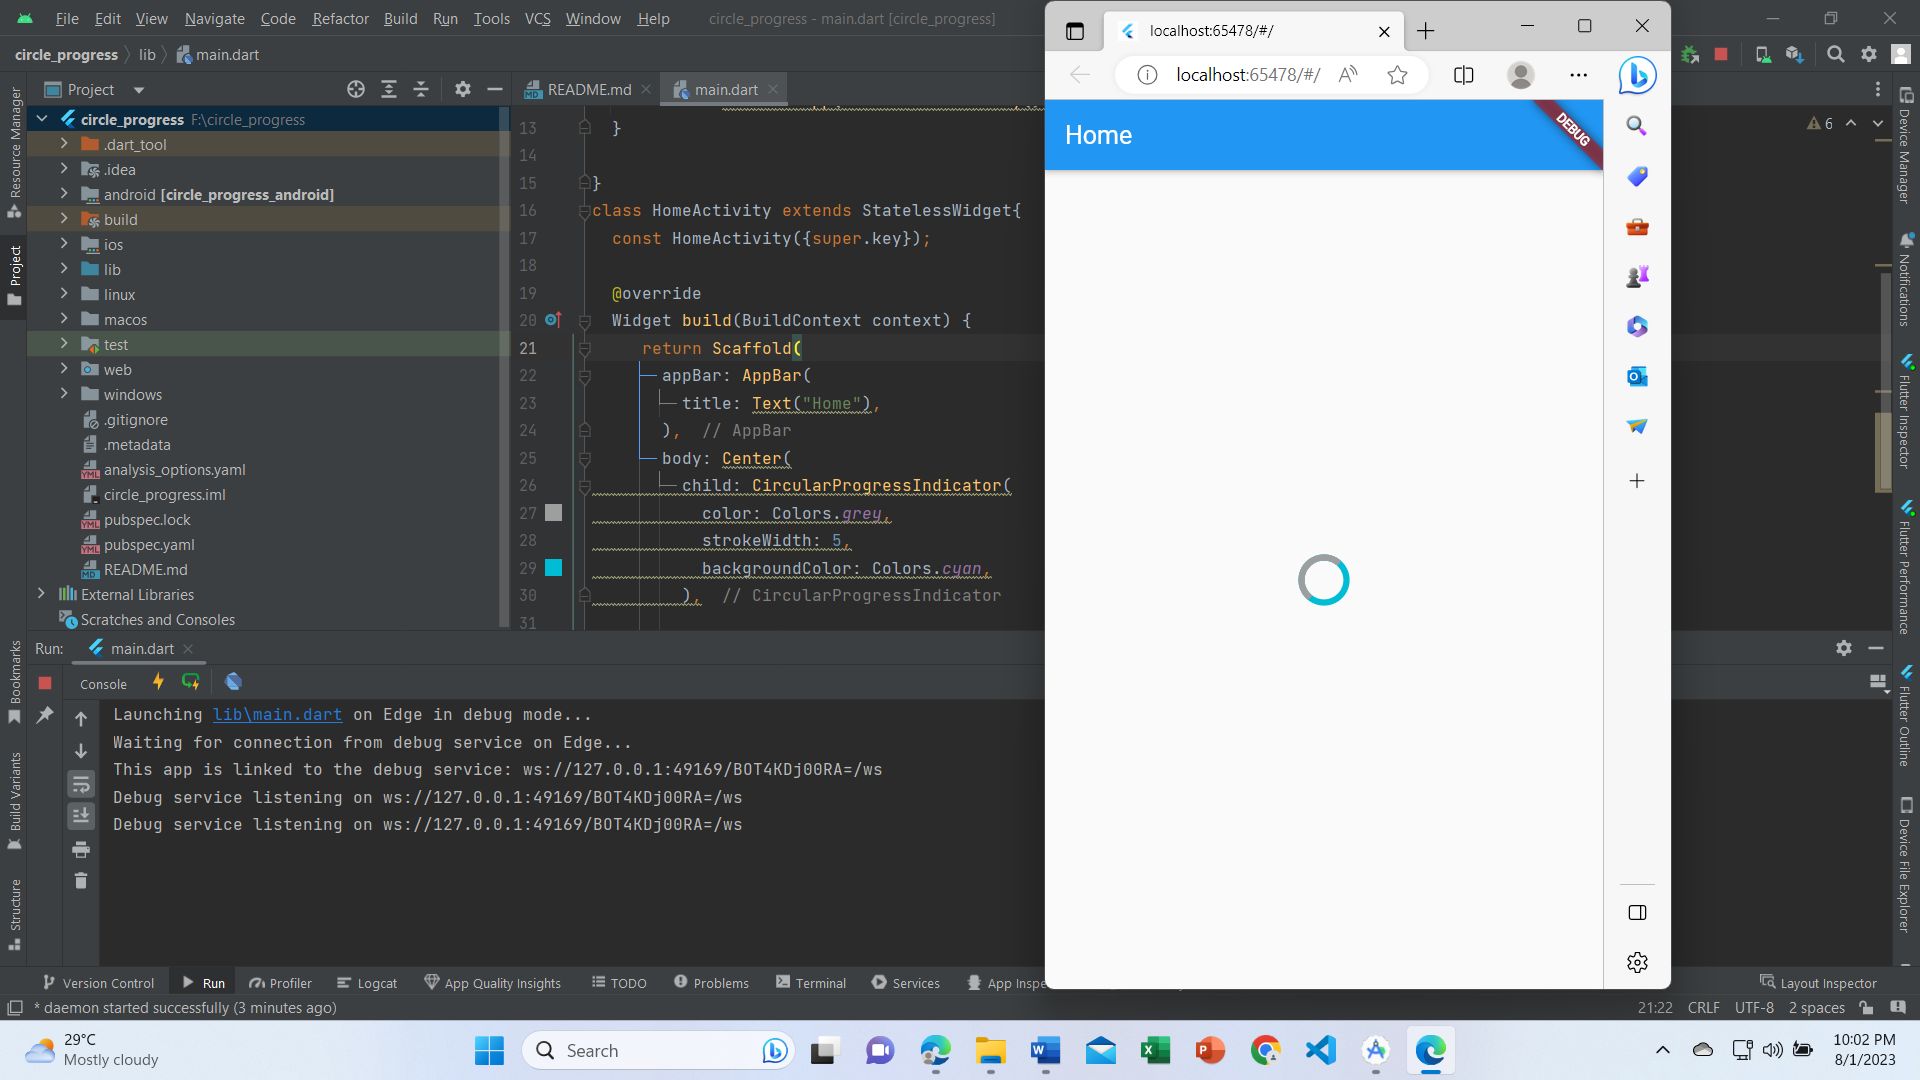 File Edit View Navigate Code Refactor Build Run Tools VCS Window Help circle_progress - main.dart [circle_progress]
circle_progress lib main.dart
Project
README.md main.dart
circle_progress F:\circle_progress
.dart_tool
.idea
android [circle_progress_android]
build
ios
lib
linux
macos
test
web
windows
.gitignore
.metadata
analysis_options.yaml
circle_progress.iml
pubspec.lock
pubspec.yaml
README.md
External Libraries
Scratches and Consoles
Resource Manager
Project
Bookmarks
Build Variants
Structure
13 }
14
15 }
16 class HomeActivity extends StatelessWidget{
17 const HomeActivity({super.key});
18
19 @override
20 Widget build(BuildContext context) {
21 return Scaffold(
22 appBar: AppBar(
23 title: Text("Home"),
24 ), // AppBar
25 body: Center(
26 child: CircularProgressIndicator(
27 color: Colors.grey,
28 strokeWidth: 5,
29 backgroundColor: Colors.cyan,
30 ), // CircularProgressIndicator
31
6
localhost:65478/#/
localhost:65478/#/
Home
DEBUG
Device Manager
Notifications
Flutter Inspector
Flutter Performance
Flutter Outline
Device File Explorer
Run: main.dart
Console
Launching lib\main.dart on Edge in debug mode...
Waiting for connection from debug service on Edge...
This app is linked to the debug service: ws://127.0.0.1:49169/BOT4KDj00RA=/ws
Debug service listening on ws://127.0.0.1:49169/BOT4KDj00RA=/ws
Debug service listening on ws://127.0.0.1:49169/BOT4KDj00RA=/ws
Version Control Run Profiler Logcat App Quality Insights TODO Problems Terminal Services App Inspe Layout Inspector
* daemon started successfully (3 minutes ago) 21:22 CRLF UTF-8 2 spaces
29°C
Mostly cloudy
Search
10:02 PM
8/1/2023